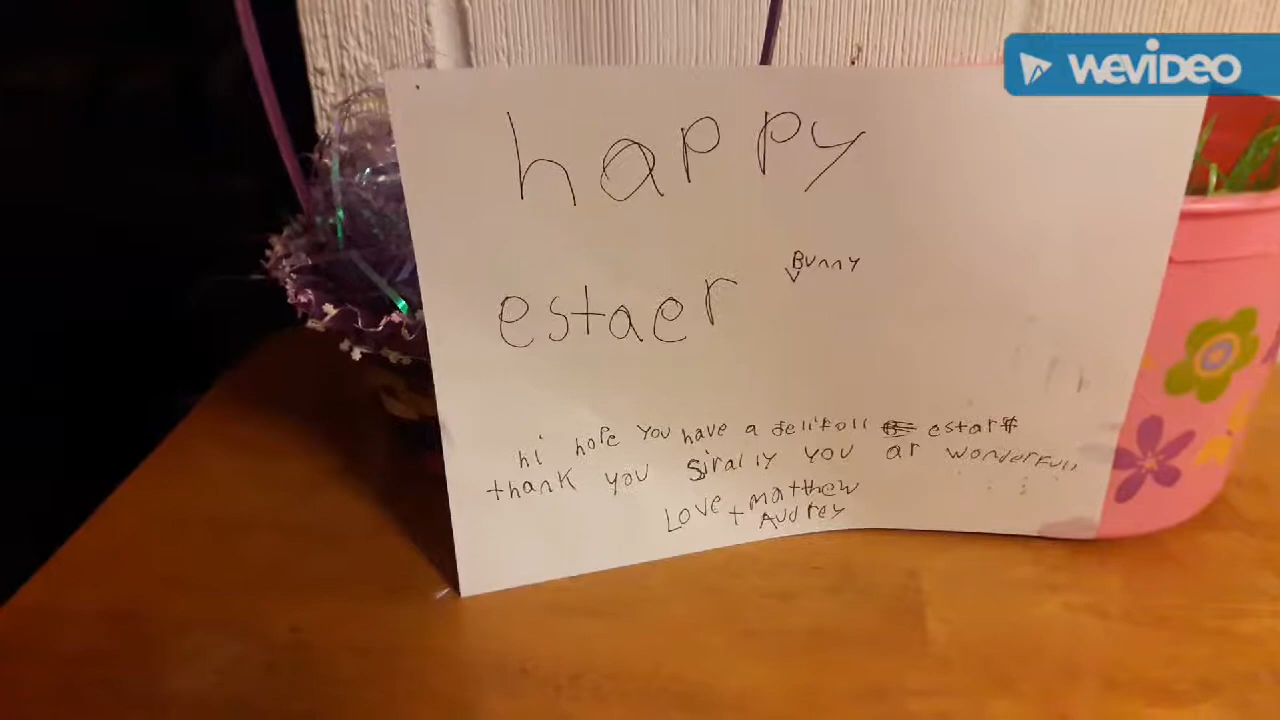 WEVIDEO
happy
Bunny
estaer
hi hope you have a delifoll estar
thank you sirally you ar wonderfull
Love matthew
+ Audrey